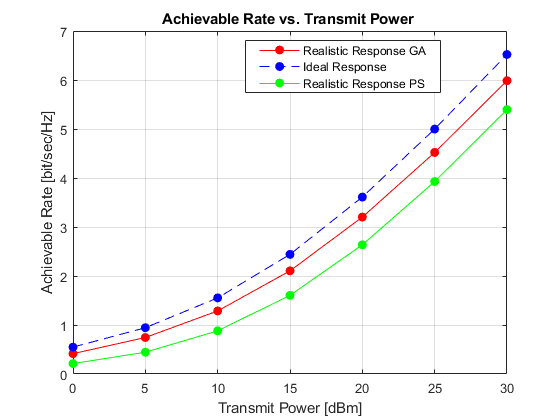 Achievable Rate vs. Transmit Power
Realistic Response GA
Ideal Response
Realistic Response PS
Achievable Rate [bit/sec/Hz]
7
6
5
4
3
2
1
0
0 5 10 15 20 25 30
Transmit Power [dBm]